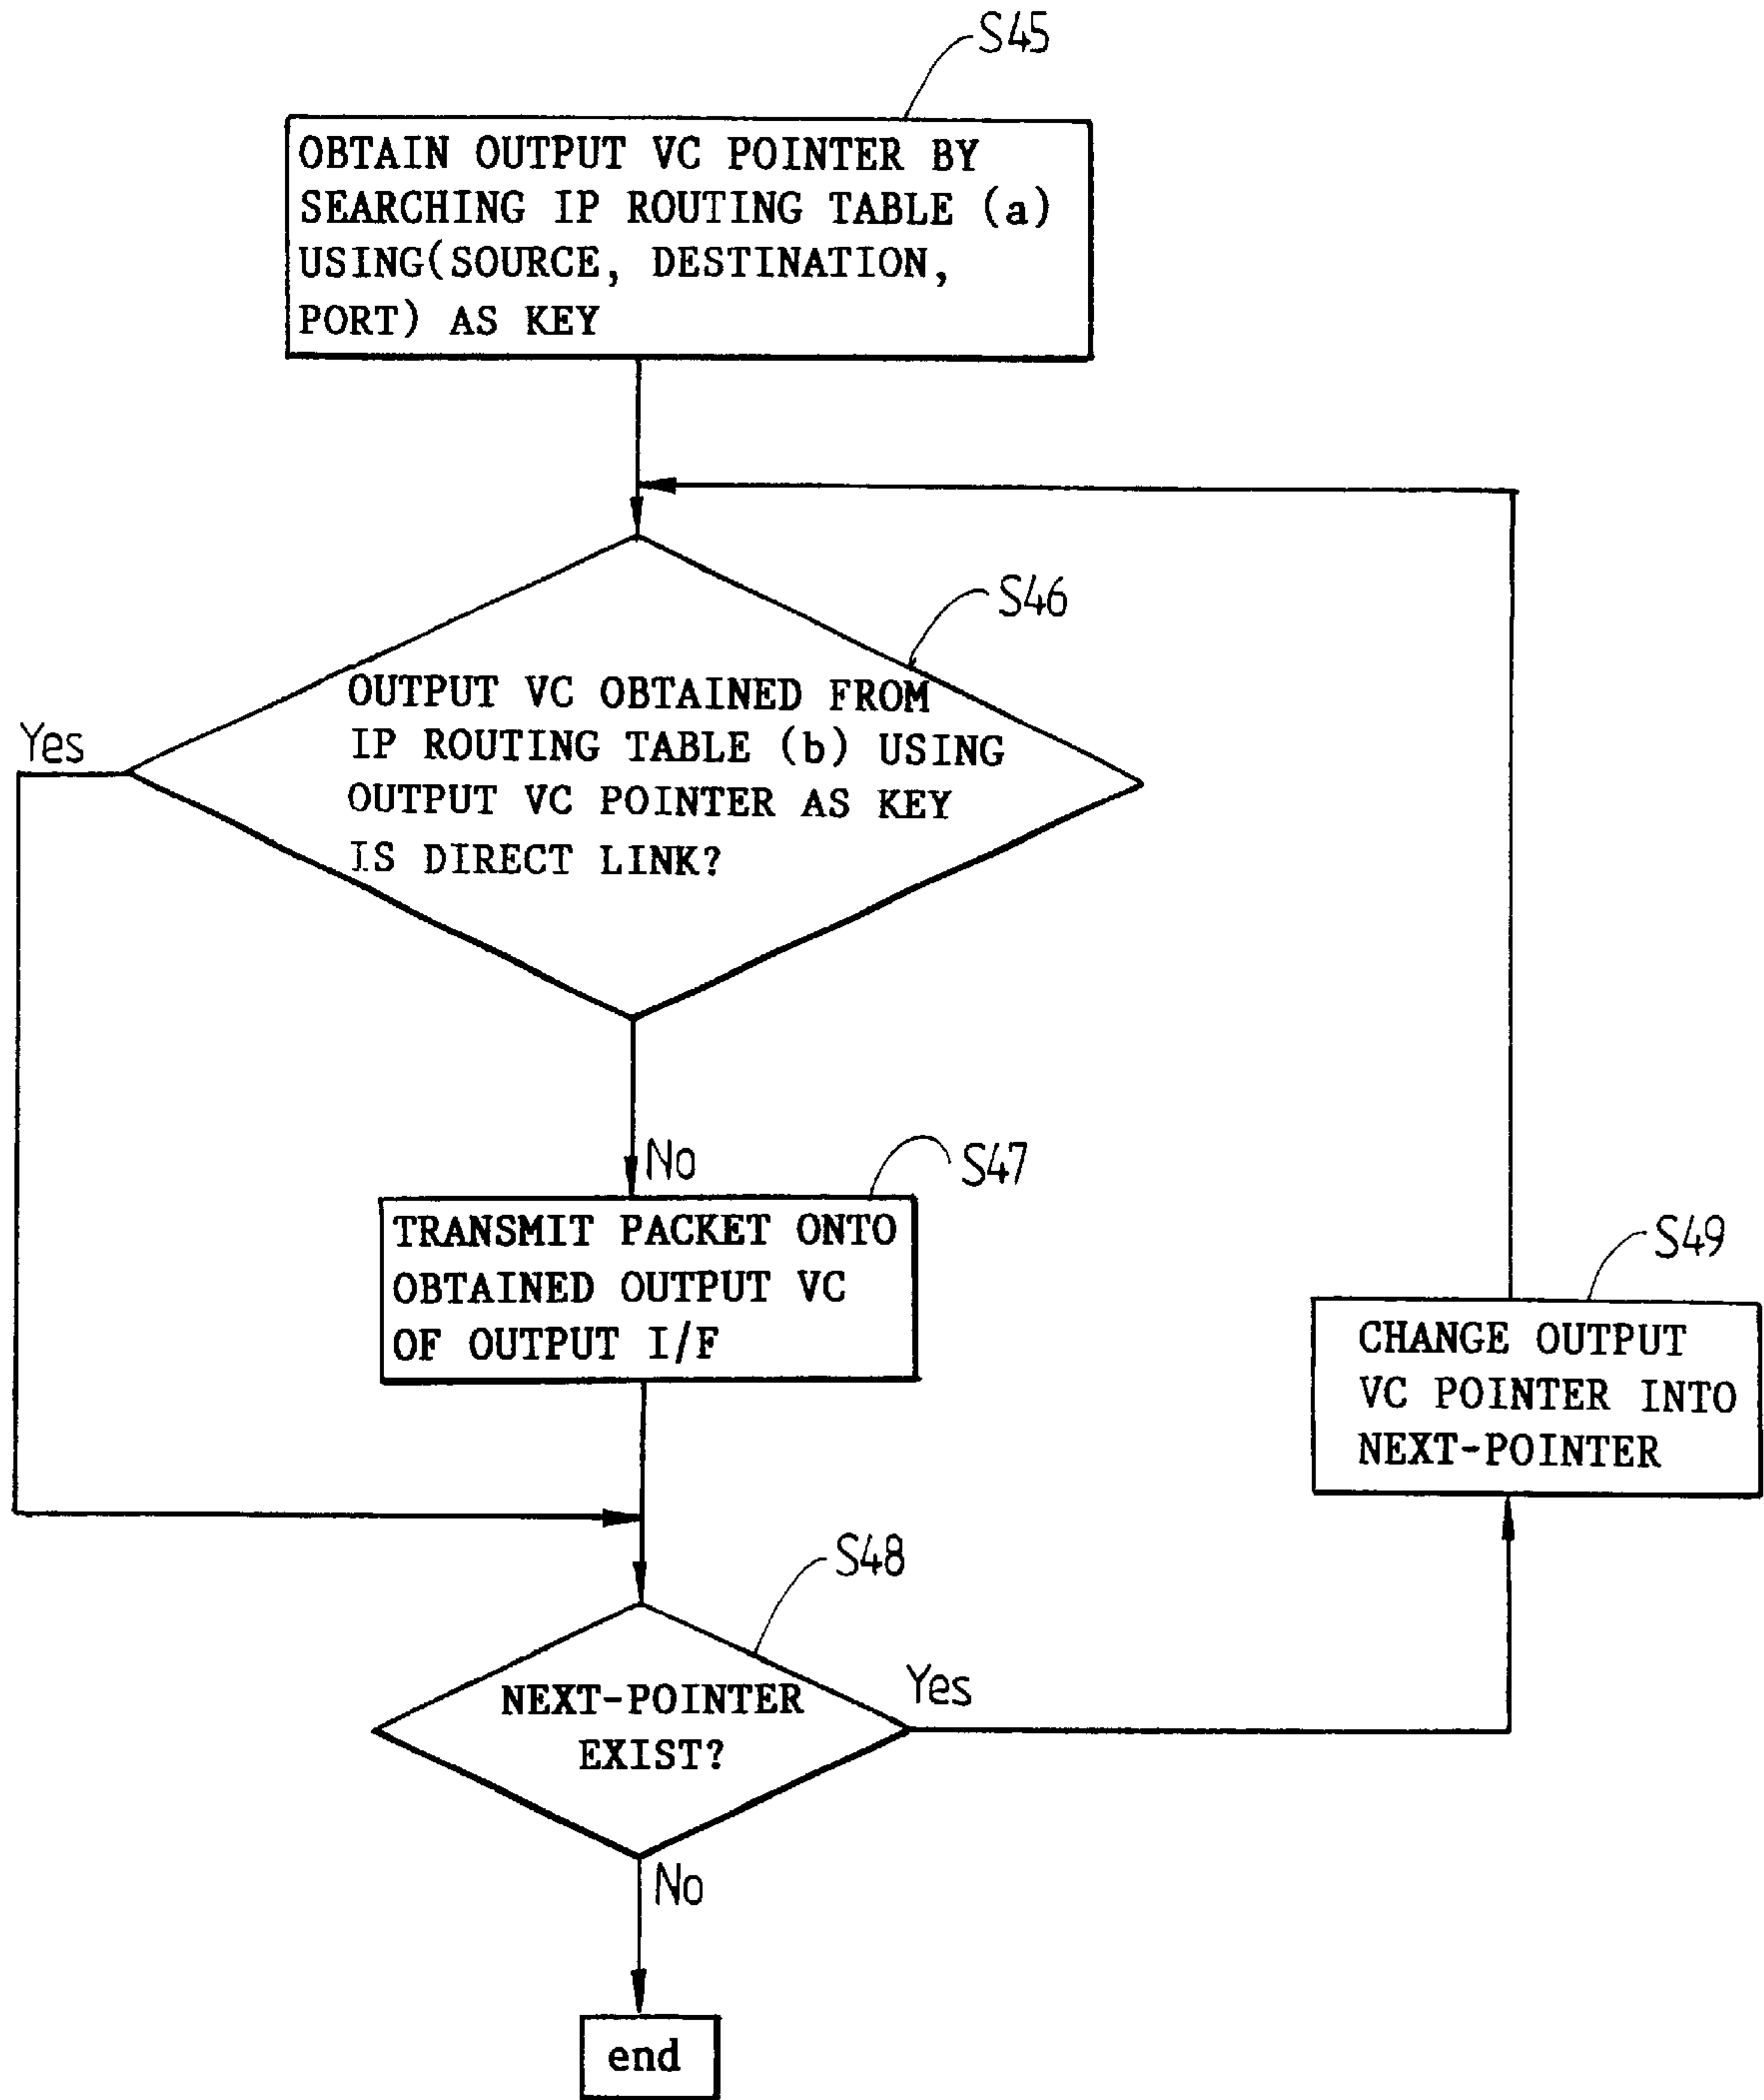 S45
OBTAIN OUTPUT VC POINTER BY
SEARCHING IP ROUTING TABLE (a)
USING(SOURCE, DESTINATION,
PORT) AS KEY
S46
OUTPUT VC OBTAINED FROM
IP ROUTING TABLE (b) USING
OUTPUT VC POINTER AS KEY
IS DIRECT LINK?
Yes
No
S47
TRANSMIT PACKET ONTO
OBTAINED OUTPUT VC
OF OUTPUT I/F
S49
CHANGE OUTPUT
VC POINTER INTO
NEXT-POINTER
S48
NEXT-POINTER
EXIST?
Yes
No
end